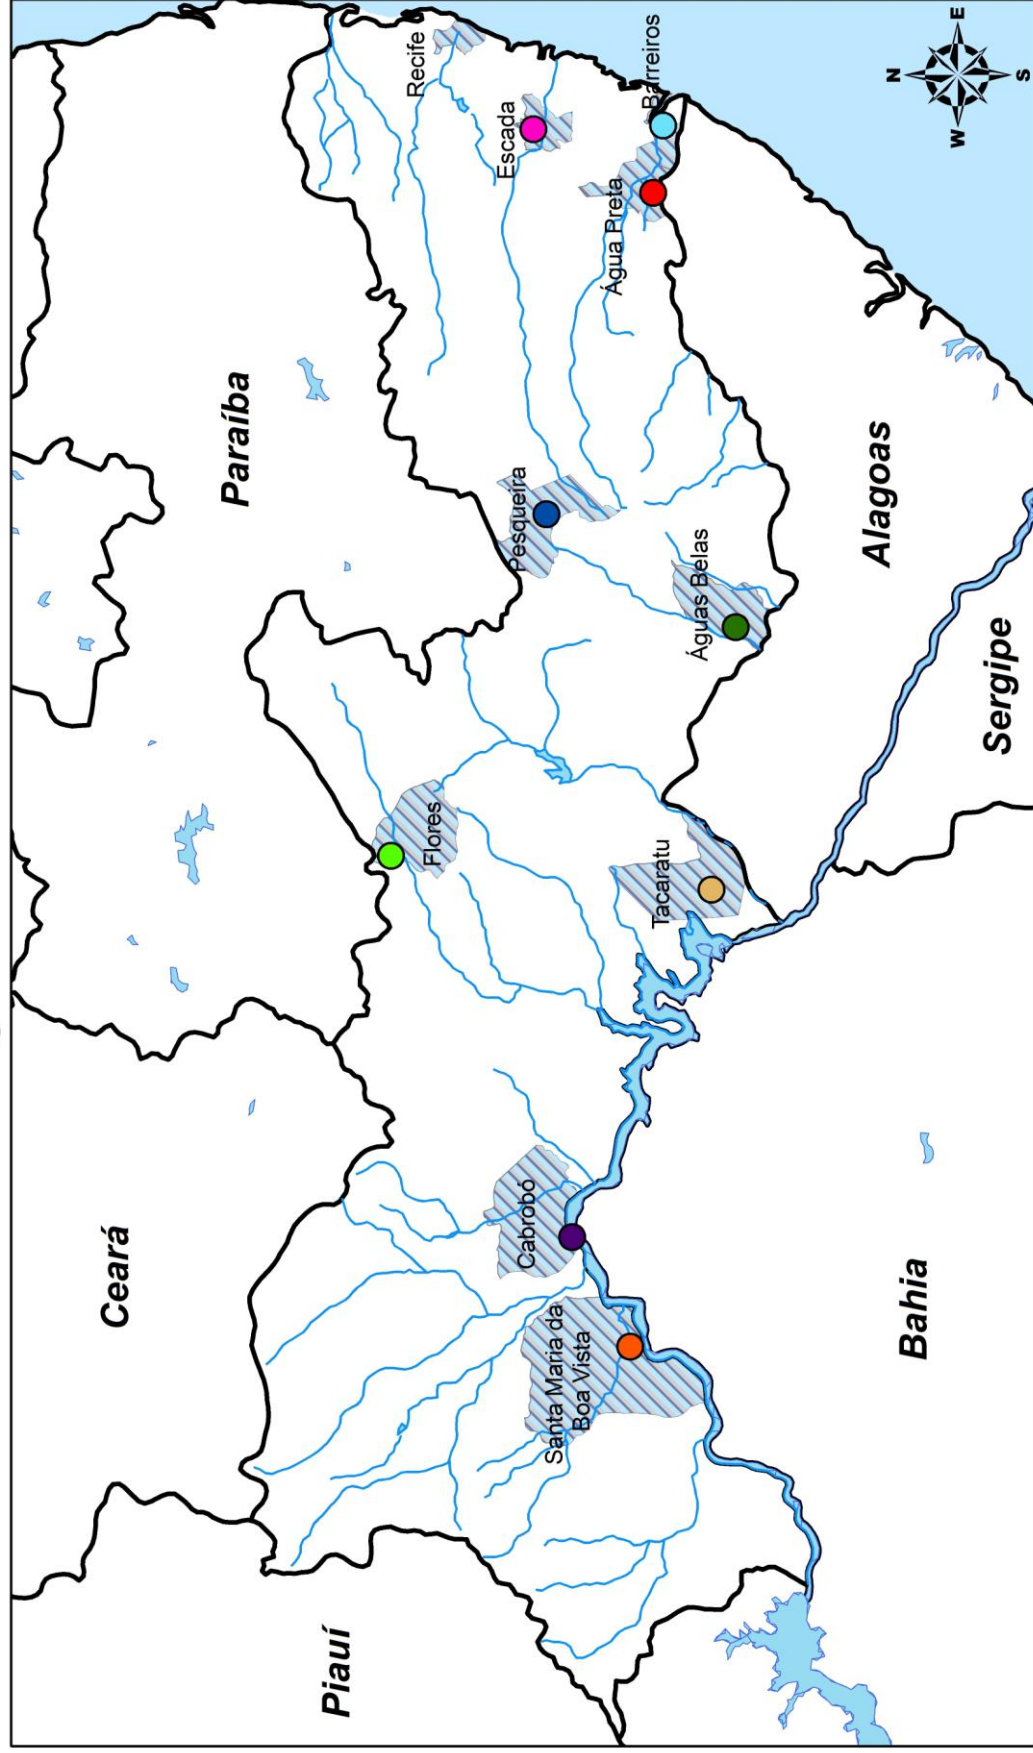 Ceará
Paraíba
Piauí
Recife
Escada
Barreiros
Água Preta
Pesqueira
Águas Belas
Flores
Tacaratu
Cabrobó
Santa Maria da
Boa Vista
Alagoas
Sergipe
Bahia
N
W
E
S